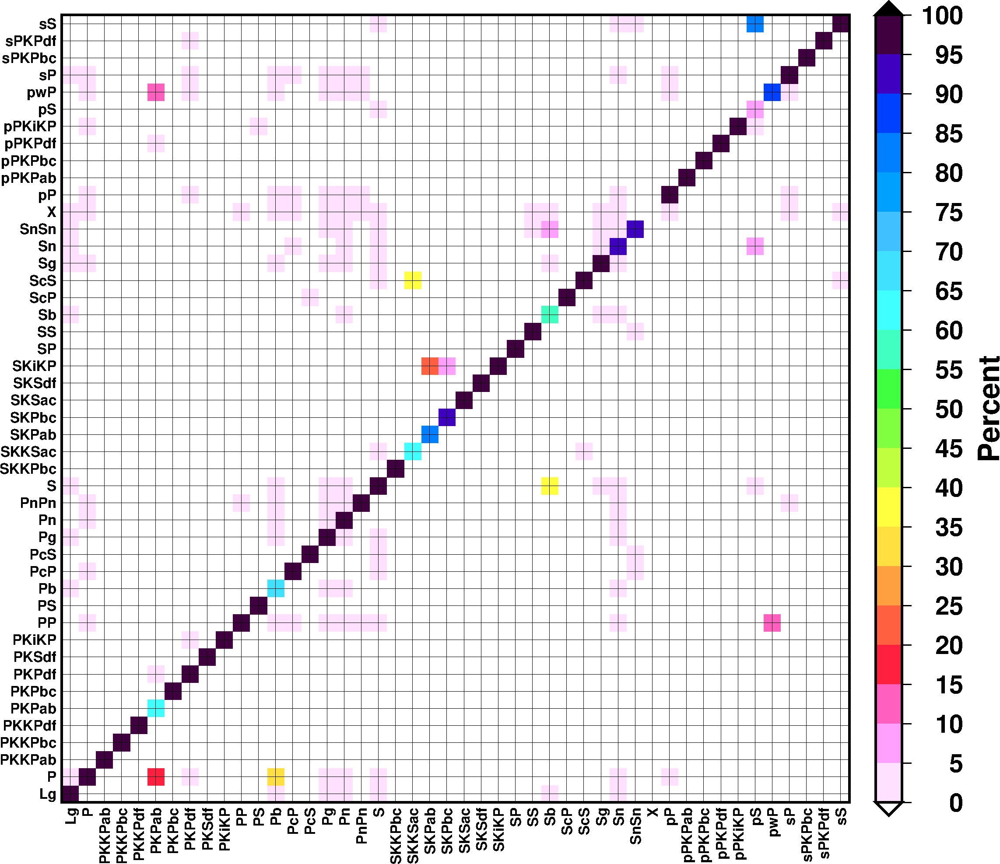 sS
sPKPdf
sPKPbc
sP
pwP
pS
pPKiKP
pPKPdf
pPKPbc
pPKPab
pP
X
SnSn
Sn
Sg
ScS
ScP
Sb
SS
SP
SKiKP
SKSdf
SKSac
SKPbc
SKPab
SKKSac
SKKPbc
S
PnPn
Pn
Pg
PcS
PcP
Pb
PS
PP
PKiKP
PKSdf
PKPdf
PKPbc
PKPab
PKKPdf
PKKPbc
PKKPab
P
Lg
Lg
P
PKKPab
PKKPbc
PKKPdf
PKPab
PKPbc
PKPdf
PKSdf
PKiKP
PP
PS
Pb
PcP
PcS
Pg
Pn
PnPn
S
SKKPbc
SKKSac
SKPab
SKPbc
SKSac
SKSdf
SKiKP
SP
SS
Sb
ScP
ScS
Sg
Sn
SnSn
X
pP
pPKPab
pPKPbc
pPKPdf
pPKiKP
pS
pwP
sP
sPKPbc
sPKPdf
sS
100
95
90
85
80
75
70
65
60
55
50
45
40
35
30
25
20
15
10
5
0
Percent